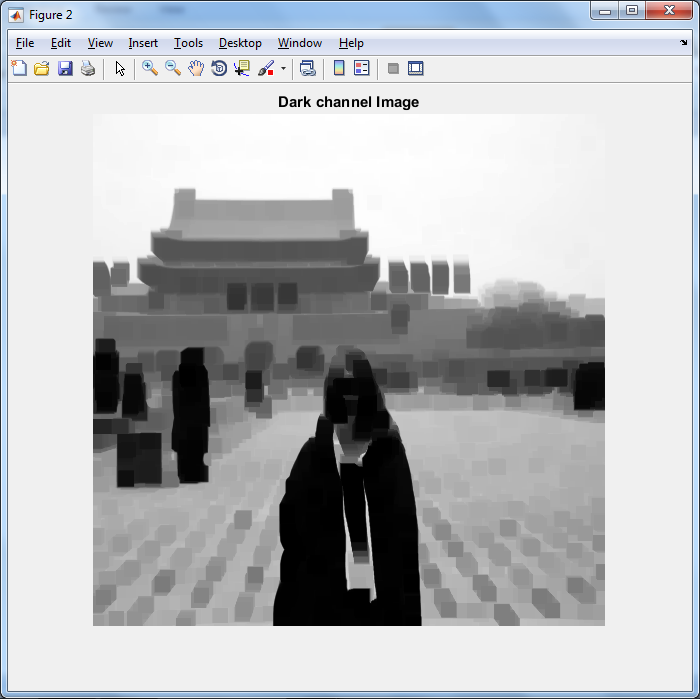 Figure 2
File Edit View Insert Tools Desktop Window Help
Dark channel Image